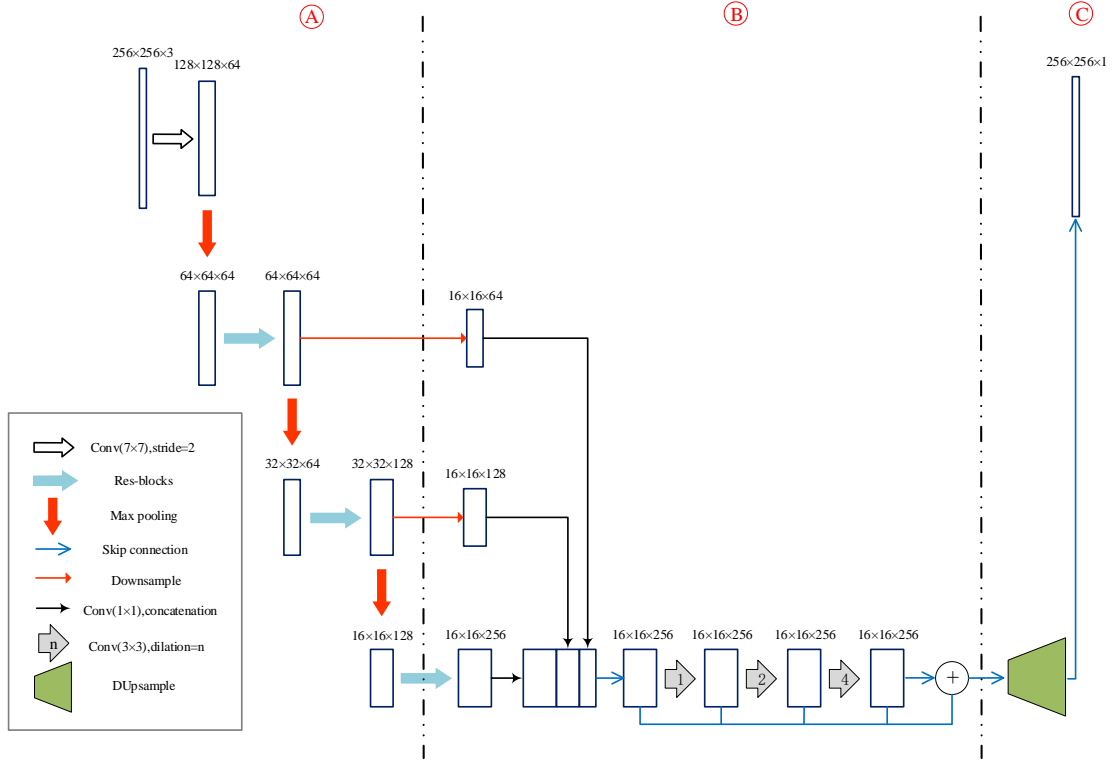 A
B
C
256×256×3
128×128×64
256×256×1
64×64×64
64×64×64
16×16×64
32×32×64
32×32×128
16×16×128
16×16×128
16×16×256
16×16×256
16×16×256
16×16×256
16×16×256
1
2
4
+
Conv(7×7),stride=2
Res-blocks
Max pooling
Skip connection
Downsample
Conv(1×1),concatenation
n
Conv(3×3),dilation=n
DUpsample